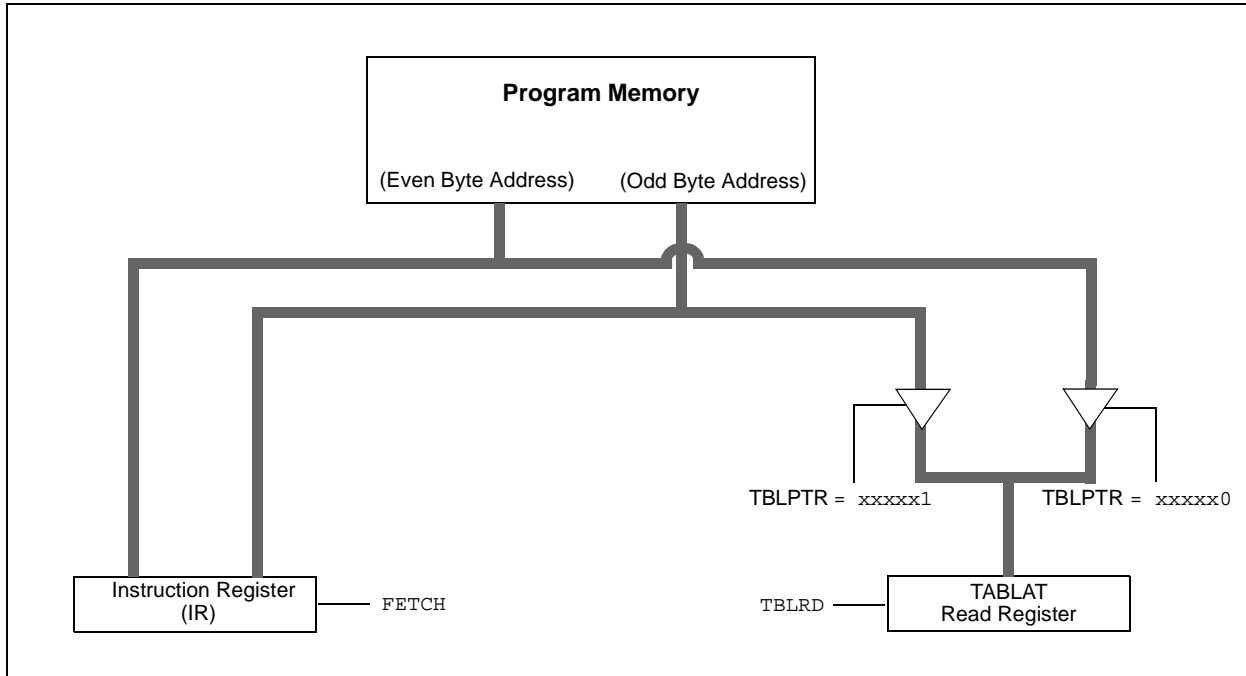 Program Memory
(Even Byte Address) (Odd Byte Address)
TBLPTR = xxxxx1
TBLPTR = xxxxx0
Instruction Register
(IR)
FETCH
TBLRD
TABLAT
Read Register